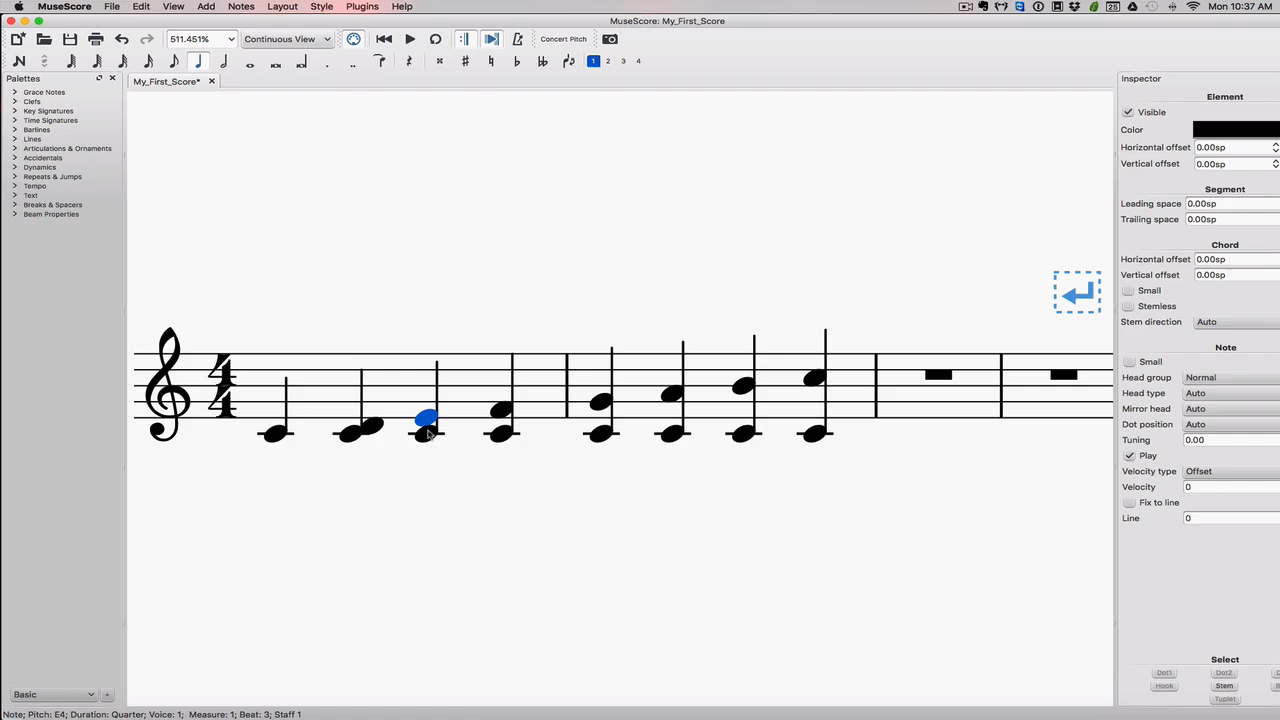 MuseScore File Edit View Add Notes Layout Style Plugins Help 25 Mon 10:37 AM
MuseScore: My_First_Score
511.451% Continuous View Concert Pitch
N 1 2 3 4
Palettes
My_First_Score*
Inspector
Grace Notes
Clefs
Key Signatures
Time Signatures
Barlines
Lines
Articulations & Ornaments
Accidentals
Dynamics
Repeats & Jumps
Tempo
Text
Breaks & Spacers
Beam Properties
4
4
Element
Visible
Color
Horizontal offset 0.00sp
Vertical offset 0.00sp
Segment
Leading space 0.00sp
Trailing space 0.00sp
Chord
Horizontal offset 0.00sp
Vertical offset 0.00sp
Small
Stemless
Stem direction Auto
Note
Small
Head group Normal
Head type Auto
Mirror head Auto
Dot position Auto
Tuning 0.00
Play
Velocity type Offset
Velocity 0
Fix to line
Line 0
Select
Dot1 Dot2
Hook Stem
Tuplet
Basic
Note; Pitch: E4; Duration: Quarter; Voice: 1; Measure: 1; Beat: 3; Staff 1